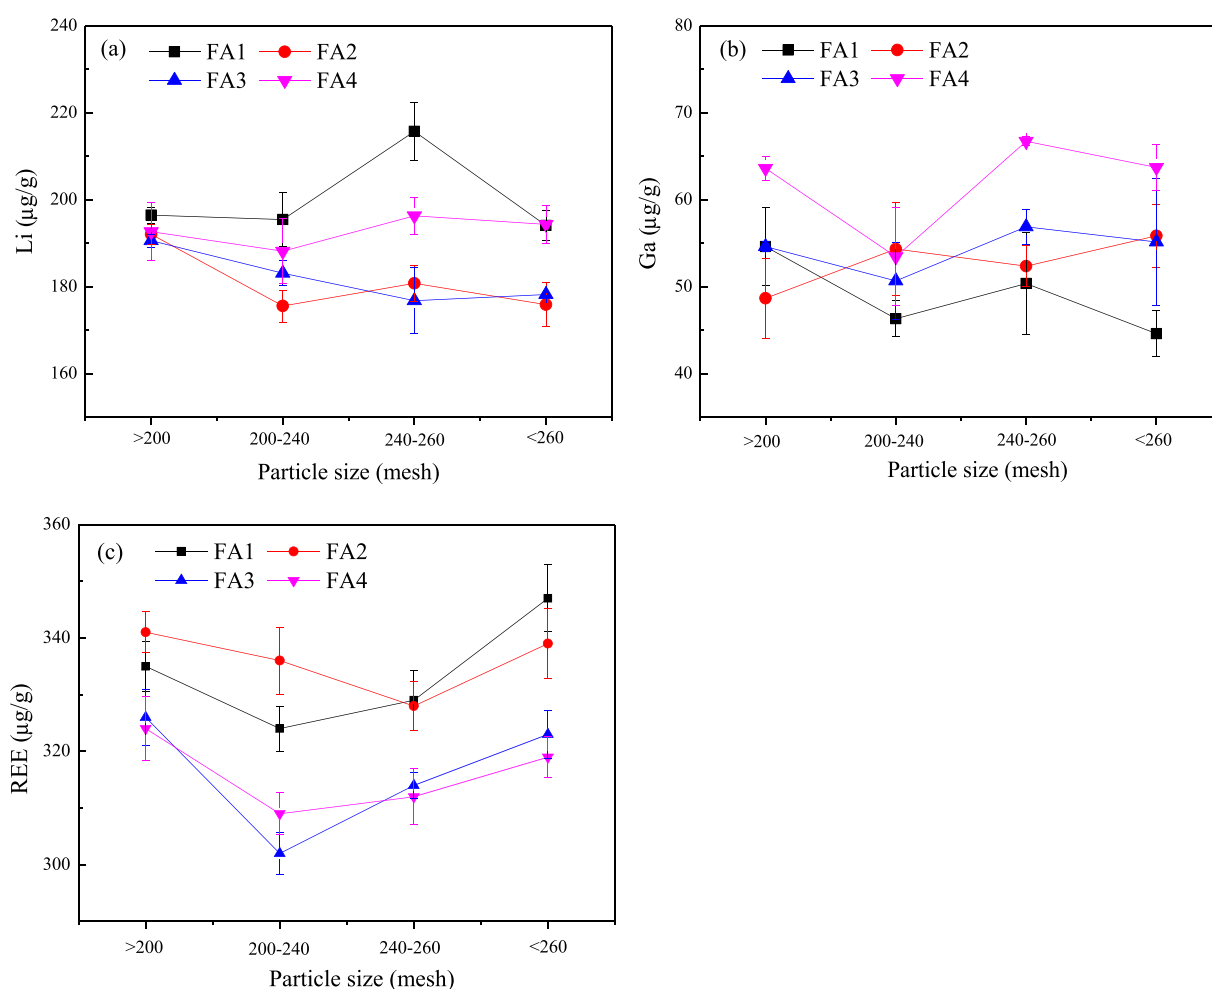 (a)
FA1 FA2
FA3 FA4
240
220
200
180
160
Li (μg/g)
>200 200-240 240-260 <260
Particle size (mesh)
(b)
FA1 FA2
FA3 FA4
80
70
60
50
40
Ga (μg/g)
>200 200-240 240-260 <260
Particle size (mesh)
(c)
FA1 FA2
FA3 FA4
360
340
320
300
REE (μg/g)
>200 200-240 240-260 <260
Particle size (mesh)